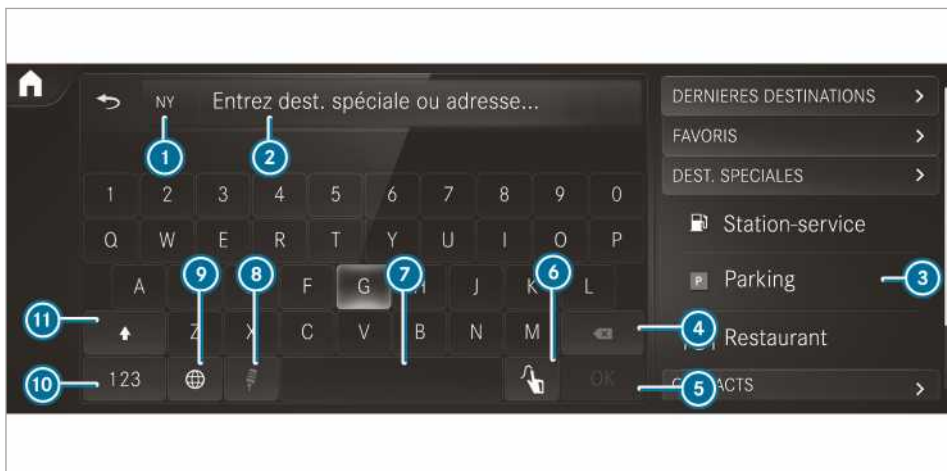 NY Entrez dest. spéciale ou adresse...
1 2
1 2 3 4 5 6 7 8 9 0
Q W E R T Y U I O P
9 8 7 6
A F G J K L
11 Z X C V B N M 4
10 123 OK 5
DERNIERES DESTINATIONS >
FAVORIS >
DEST. SPECIALES >
Station-service
P Parking 3
Restaurant
ACTS >